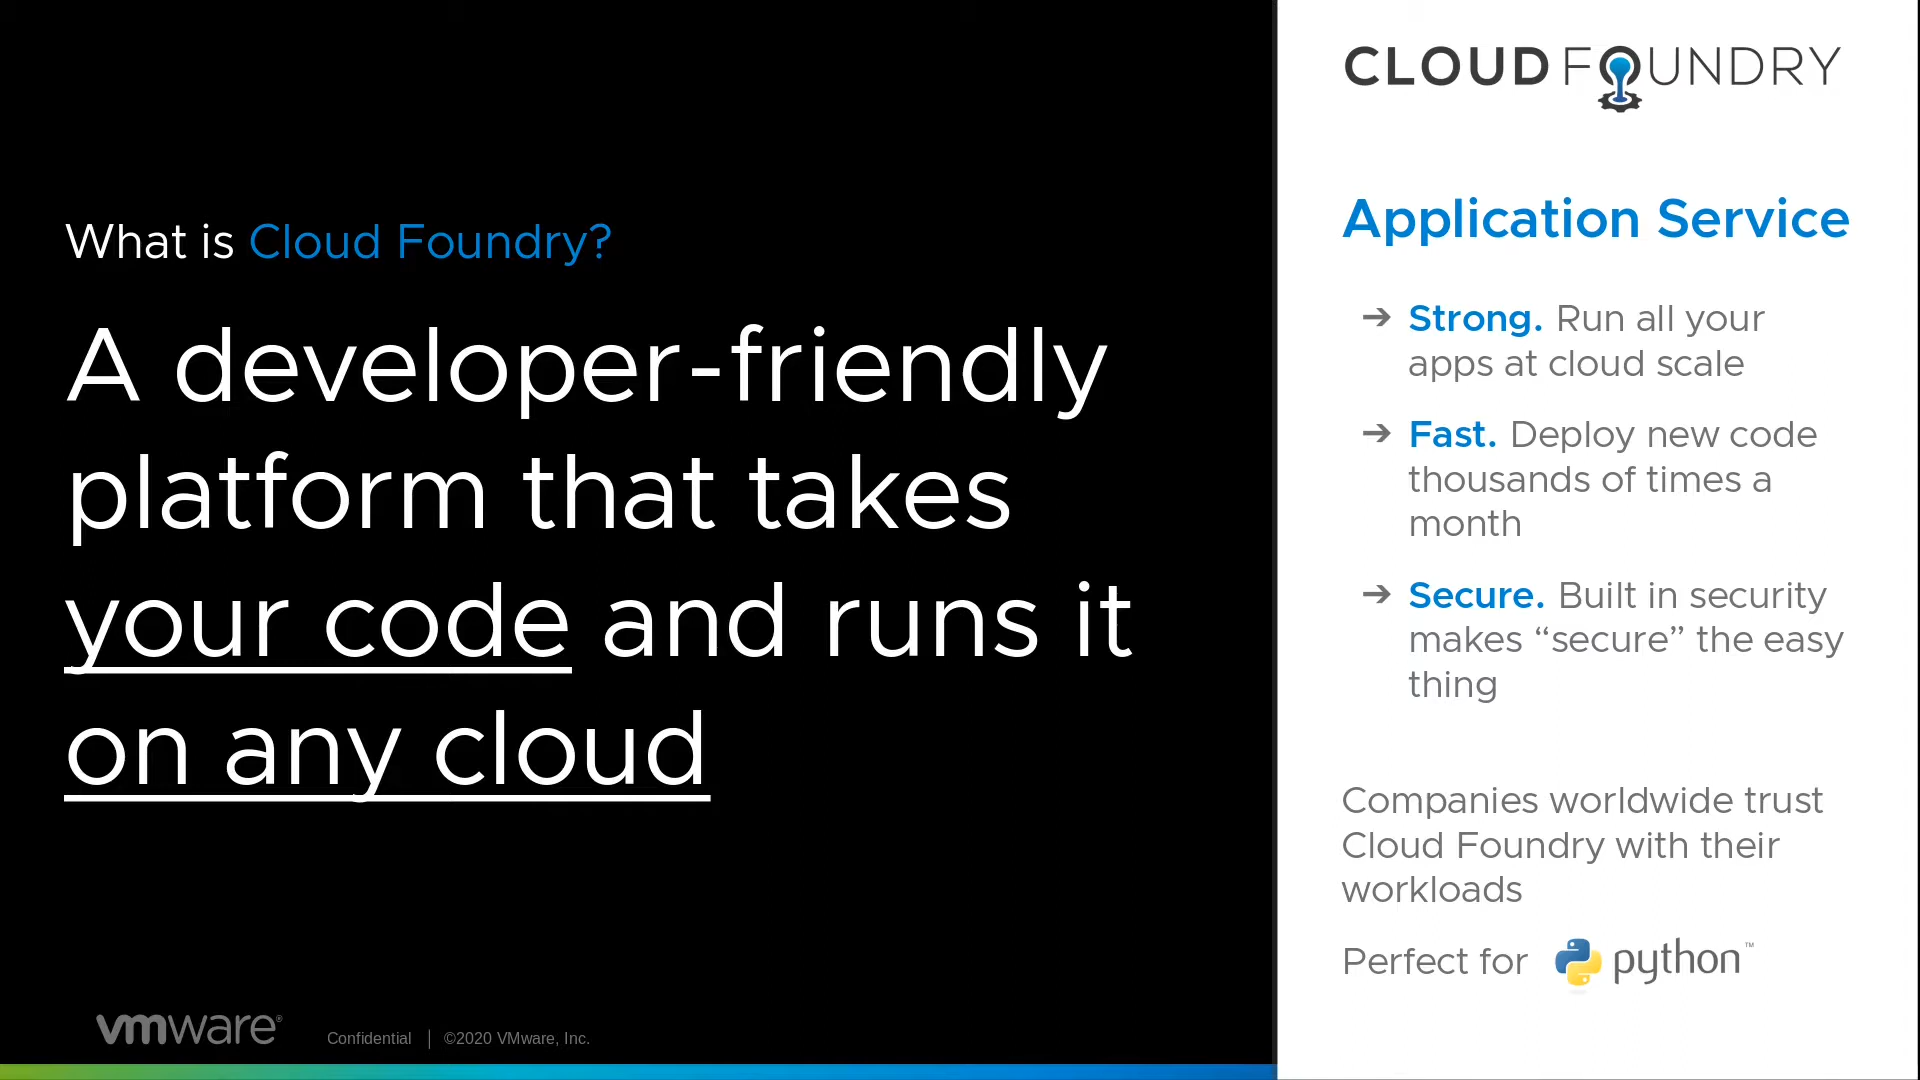 What is Cloud Foundry?
A developer-friendly
platform that takes
your code and runs it
on any cloud
vmware®
Confidential | ©2020 VMware, Inc.
CLOUD FOUNDRY
Application Service
➔ Strong. Run all your
apps at cloud scale
➔ Fast. Deploy new code
thousands of times a
month
➔ Secure. Built in security
makes “secure” the easy
thing
Companies worldwide trust
Cloud Foundry with their
workloads
Perfect for python™